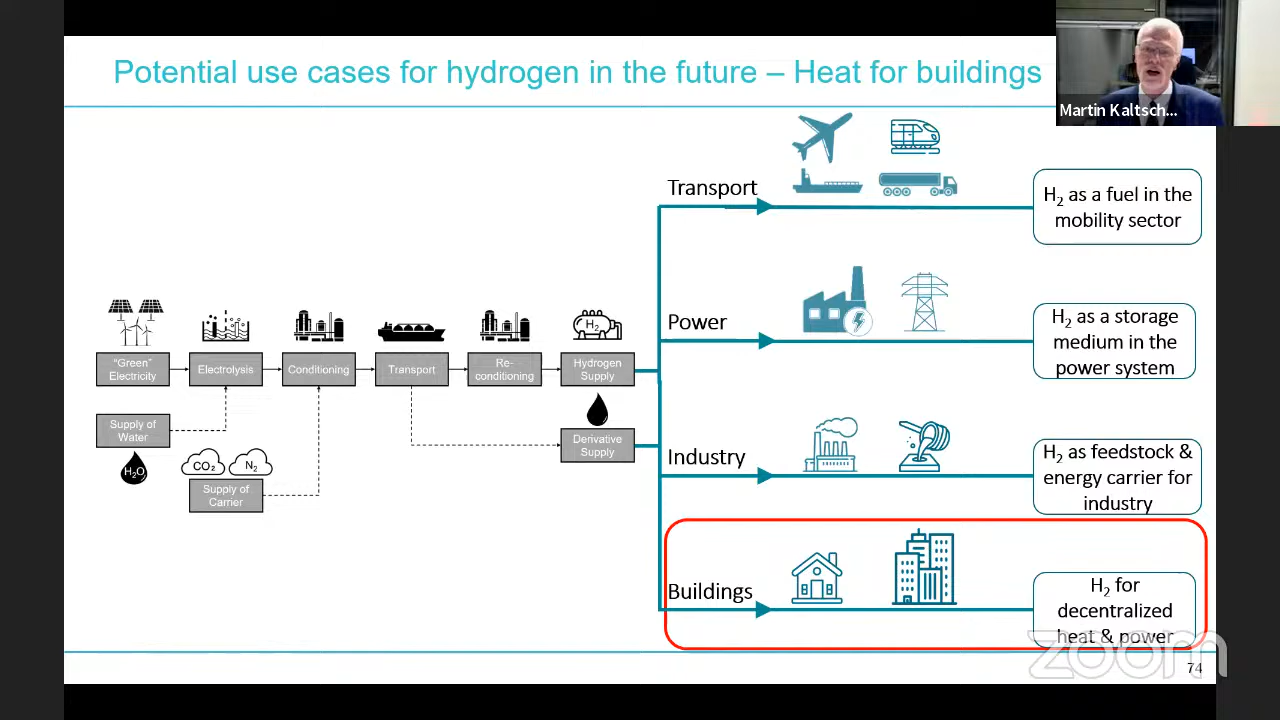 Potential use cases for hydrogen in the future – Heat for buildings
Martin Kaltsch...
Transport
H₂ as a fuel in the
mobility sector
Power
H₂ as a storage
medium in the
power system
Industry
H₂ as feedstock &
energy carrier for
industry
Buildings
H₂ for
decentralized
heat & power
"Green"
Electricity
Electrolysis
Conditioning
Transport
Re-
conditioning
H₂
Hydrogen
Supply
Supply of
Water
H₂O
CO₂
N₂
Supply of
Carrier
Derivative
Supply
zoom
74